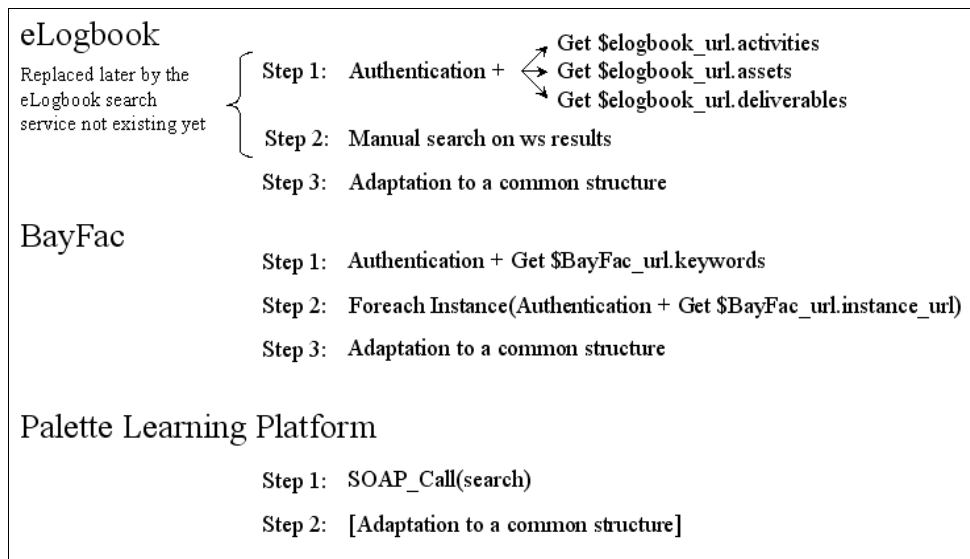 eLogbook
Replaced later by the
eLogbook search
service not existing yet
Step 1: Authentication +
Get $elogbook_url.activities
Get $elogbook_url.assets
Get $elogbook_url.deliverables
Step 2: Manual search on ws results
Step 3: Adaptation to a common structure
BayFac
Step 1: Authentication + Get $BayFac_url.keywords
Step 2: Foreach Instance(Authentication + Get $BayFac_url.instance_url)
Step 3: Adaptation to a common structure
Palette Learning Platform
Step 1: SOAP_Call(search)
Step 2: [Adaptation to a common structure]